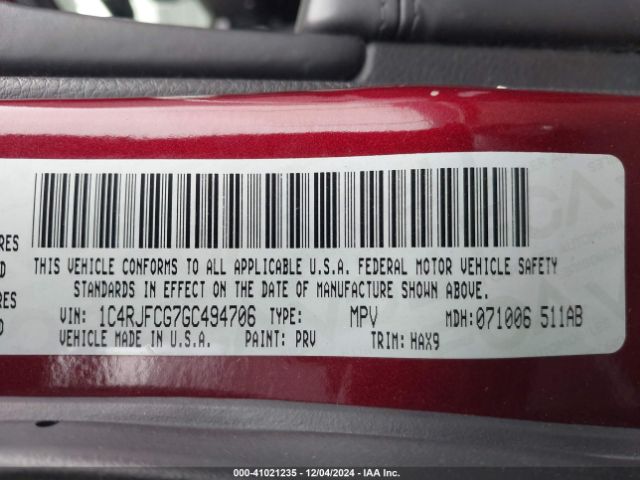 RES
THIS VEHICLE CONFORMS TO ALL APPLICABLE U.S.A. FEDERAL MOTOR VEHICLE SAFETY
STANDARDS IN EFFECT ON THE DATE OF MANUFACTURE SHOWN ABOVE.
VIN: 1C4RJFCG7GC494706 TYPE: MPV MDH:071006 511AB
VEHICLE MADE IN U.S.A. PAINT: PRV TRIM: HAX9
RES
D
000-41021235 - 12/04/2024 - IAA Inc.